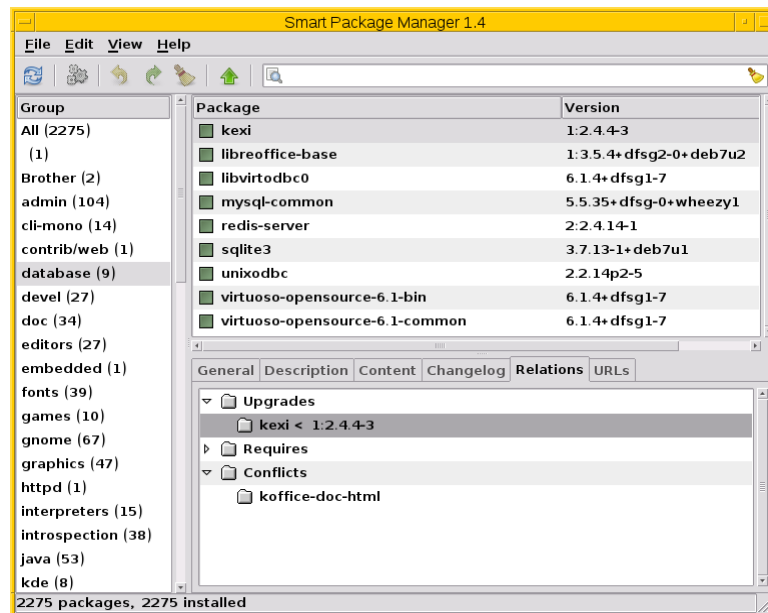 Smart Package Manager 1.4
File Edit View Help
Group
All (2275)
(1)
Brother (2)
admin (104)
cli-mono (14)
contrib/web (1)
database (9)
devel (27)
doc (34)
editors (27)
embedded (1)
fonts (39)
games (10)
gnome (67)
graphics (47)
httpd (1)
interpreters (15)
introspection (38)
java (53)
kde (8)
Package Version
kexi 1:2.4.4-3
libreoffice-base 1:3.5.4+dfsg2-0+deb7u2
libvirtodbc0 6.1.4+dfsg1-7
mysql-common 5.5.35+dfsg-0+wheezy1
redis-server 2:2.4.14-1
sqlite3 3.7.13-1+deb7u1
unixodbc 2.2.14p2-5
virtuoso-opensource-6.1-bin 6.1.4+dfsg1-7
virtuoso-opensource-6.1-common 6.1.4+dfsg1-7
General Description Content Changelog Relations URLs
Upgrades
kexi < 1:2.4.4-3
Requires
Conflicts
koffice-doc-html
2275 packages, 2275 installed